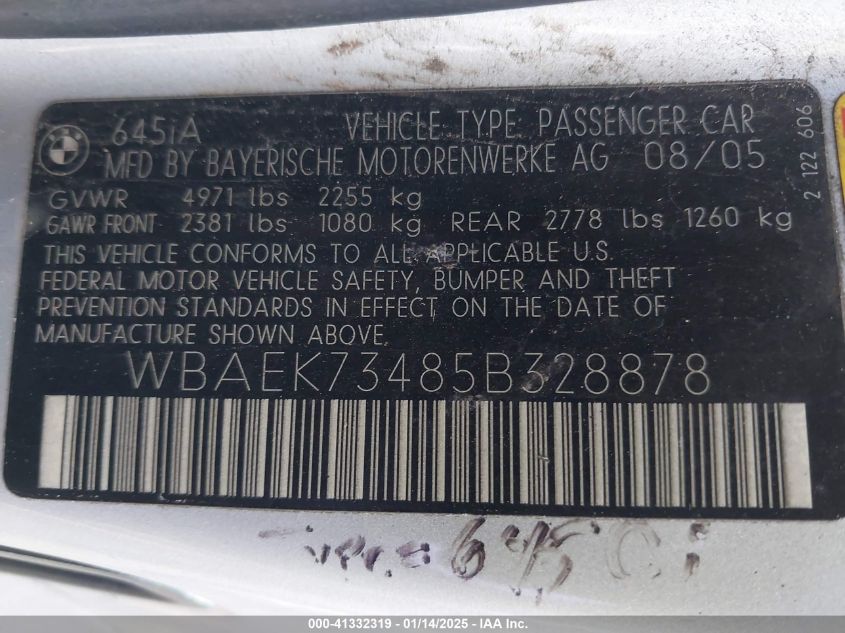 645iA VEHICLE TYPE PASSENGER CAR
MFD BY BAYERISCHE MOTORENWERKE AG 08/05
GVWR 4971 lbs 2255 kg
GAWR FRONT 2381 lbs 1080 kg REAR 2778 lbs 1260 kg
THIS VEHICLE CONFORMS TO ALL APPLICABLE U.S.
FEDERAL MOTOR VEHICLE SAFETY, BUMPER AND THEFT
PREVENTION STANDARDS IN EFFECT ON THE DATE OF
MANUFACTURE SHOWN ABOVE.
WBAEK73485B328878
2 122 606
645Ci
000-41332319 - 01/14/2025 - IAA Inc.